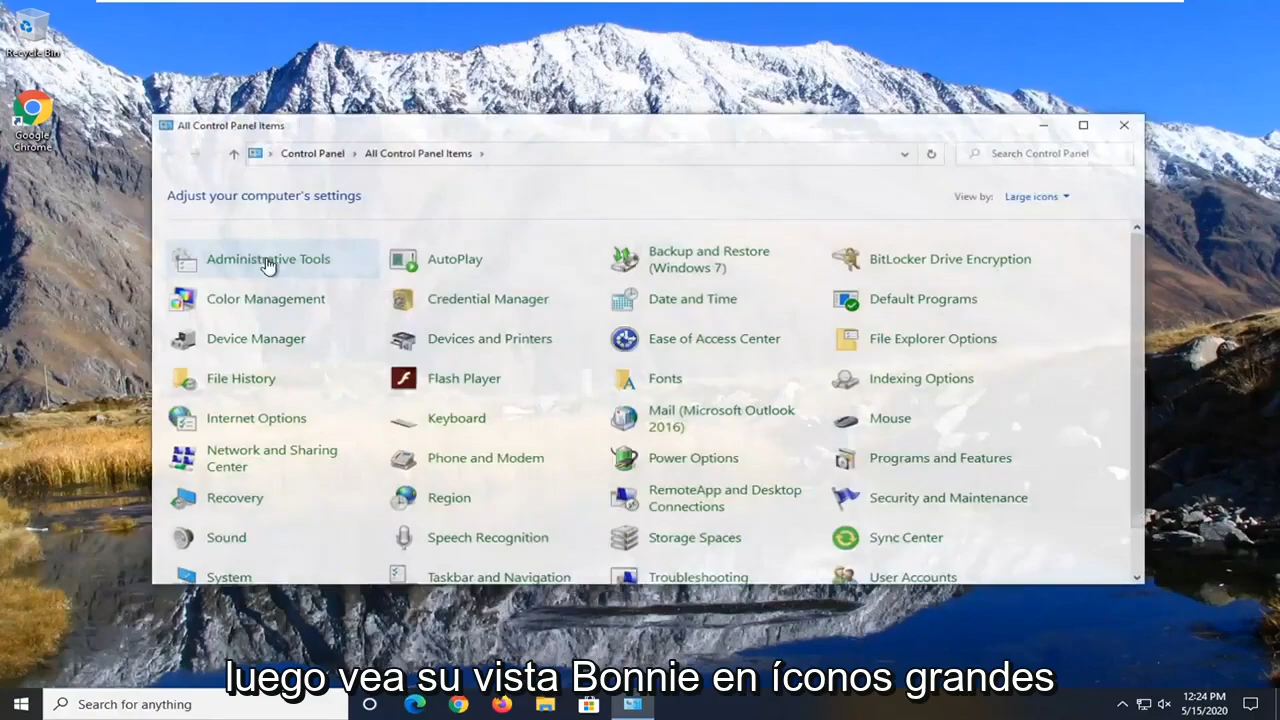 Recycle Bin
Google
Chrome
All Control Panel Items
Control Panel
All Control Panel Items
Search Control Panel
Adjust your computer's settings
View by:
Large icons
Administrative Tools
AutoPlay
Backup and Restore
(Windows 7)
BitLocker Drive Encryption
Color Management
Credential Manager
Date and Time
Default Programs
Device Manager
Devices and Printers
Ease of Access Center
File Explorer Options
File History
Flash Player
Fonts
Indexing Options
Internet Options
Keyboard
Mail (Microsoft Outlook
2016)
Mouse
Network and Sharing
Center
Phone and Modem
Power Options
Programs and Features
Recovery
Region
RemoteApp and Desktop
Connections
Security and Maintenance
Sound
Speech Recognition
Storage Spaces
Sync Center
System
Taskbar and Navigation
Troubleshooting
User Accounts
luego vea su vista Bonnie en íconos grandes
Search for anything
12:24 PM
5/15/2020